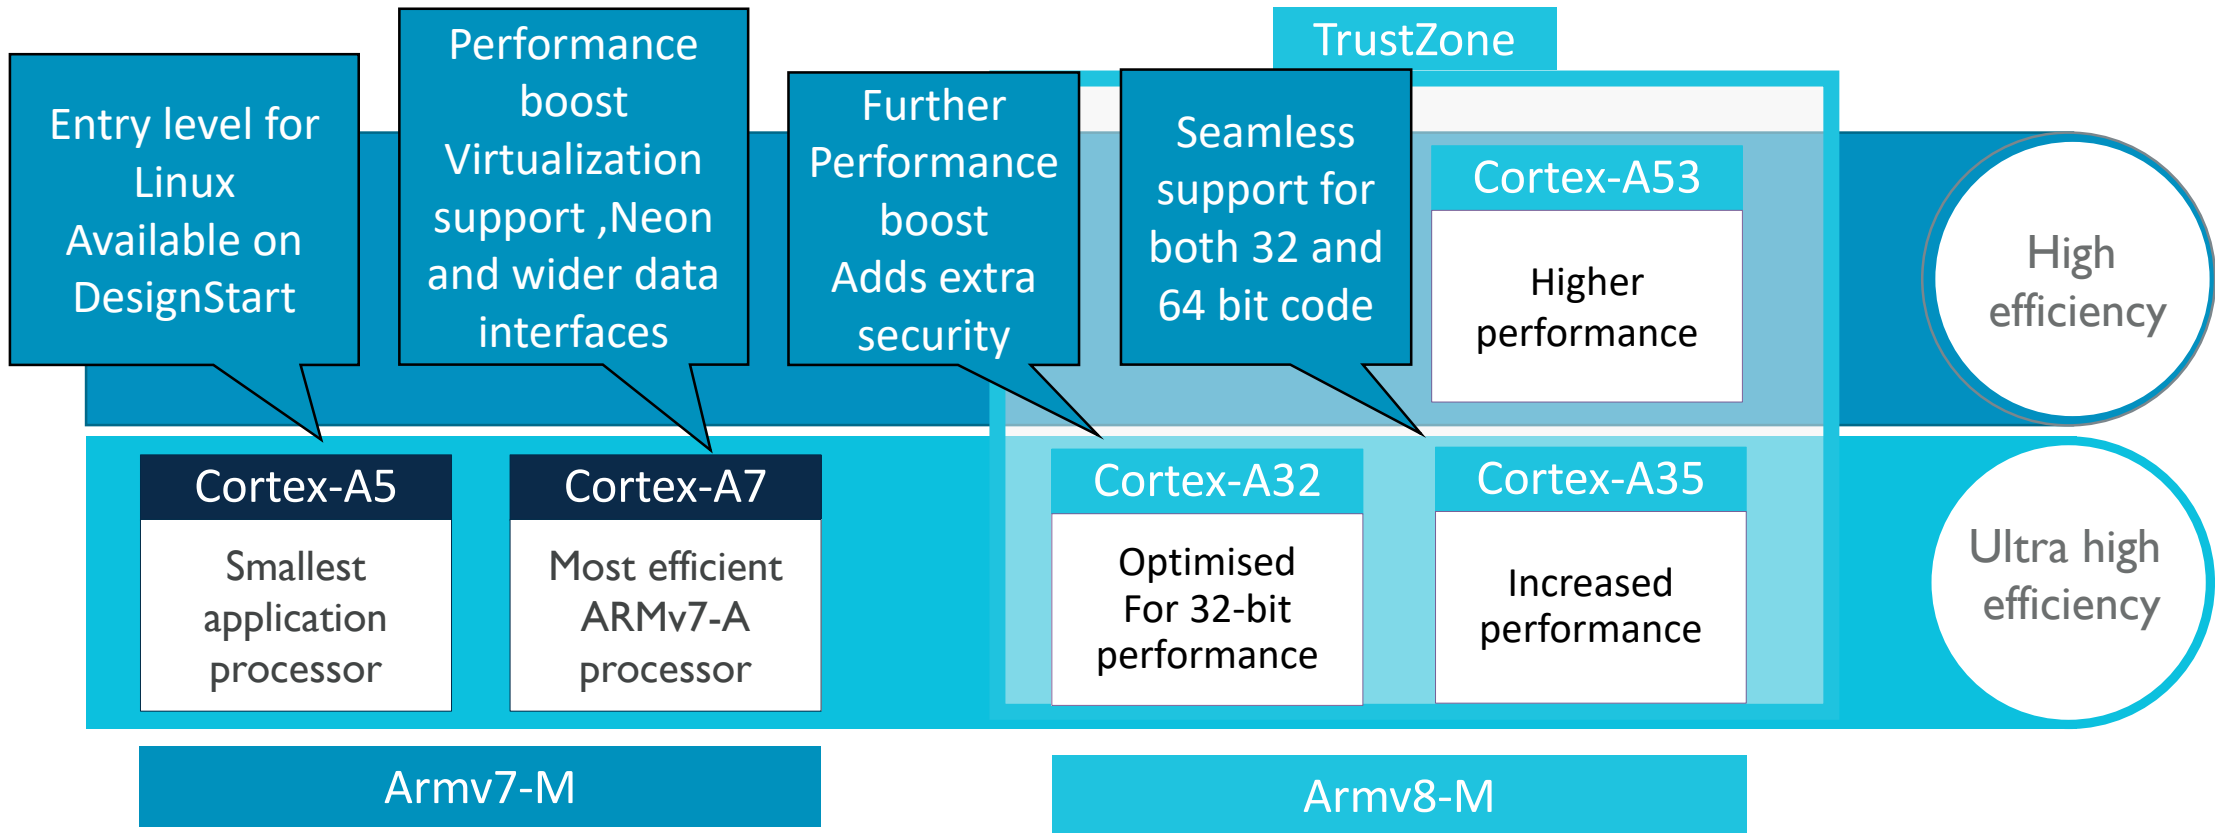 Entry level for
Linux
Available on
DesignStart
Performance
boost
Virtualization
support ,Neon
and wider data
interfaces
Further
Performance
boost
Adds extra
security
Seamless
support for
both 32 and
64 bit code
TrustZone
Cortex-A53
Higher
performance
High
efficiency
Cortex-A5
Smallest
application
processor
Cortex-A7
Most efficient
ARMv7-A
processor
Cortex-A32
Optimised
For 32-bit
performance
Cortex-A35
Increased
performance
Ultra high
efficiency
Armv7-M
Armv8-M